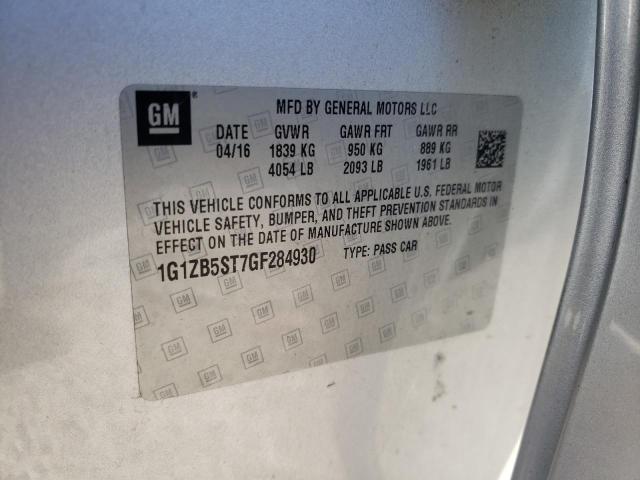 GM
MFD BY GENERAL MOTORS LLC
DATE GVWR GAWR FRT GAWR RR
04/16 1839 KG 950 KG 889 KG
4054 LB 2093 LB 1961 LB
THIS VEHICLE CONFORMS TO ALL APPLICABLE U.S. FEDERAL MOTOR
VEHICLE SAFETY, BUMPER, AND THEFT PREVENTION STANDARDS IN
EFFECT ON THE DATE OF MANUFACTURE SHOWN ABOVE.
1G1ZB5ST7GF284930 TYPE: PASS CAR